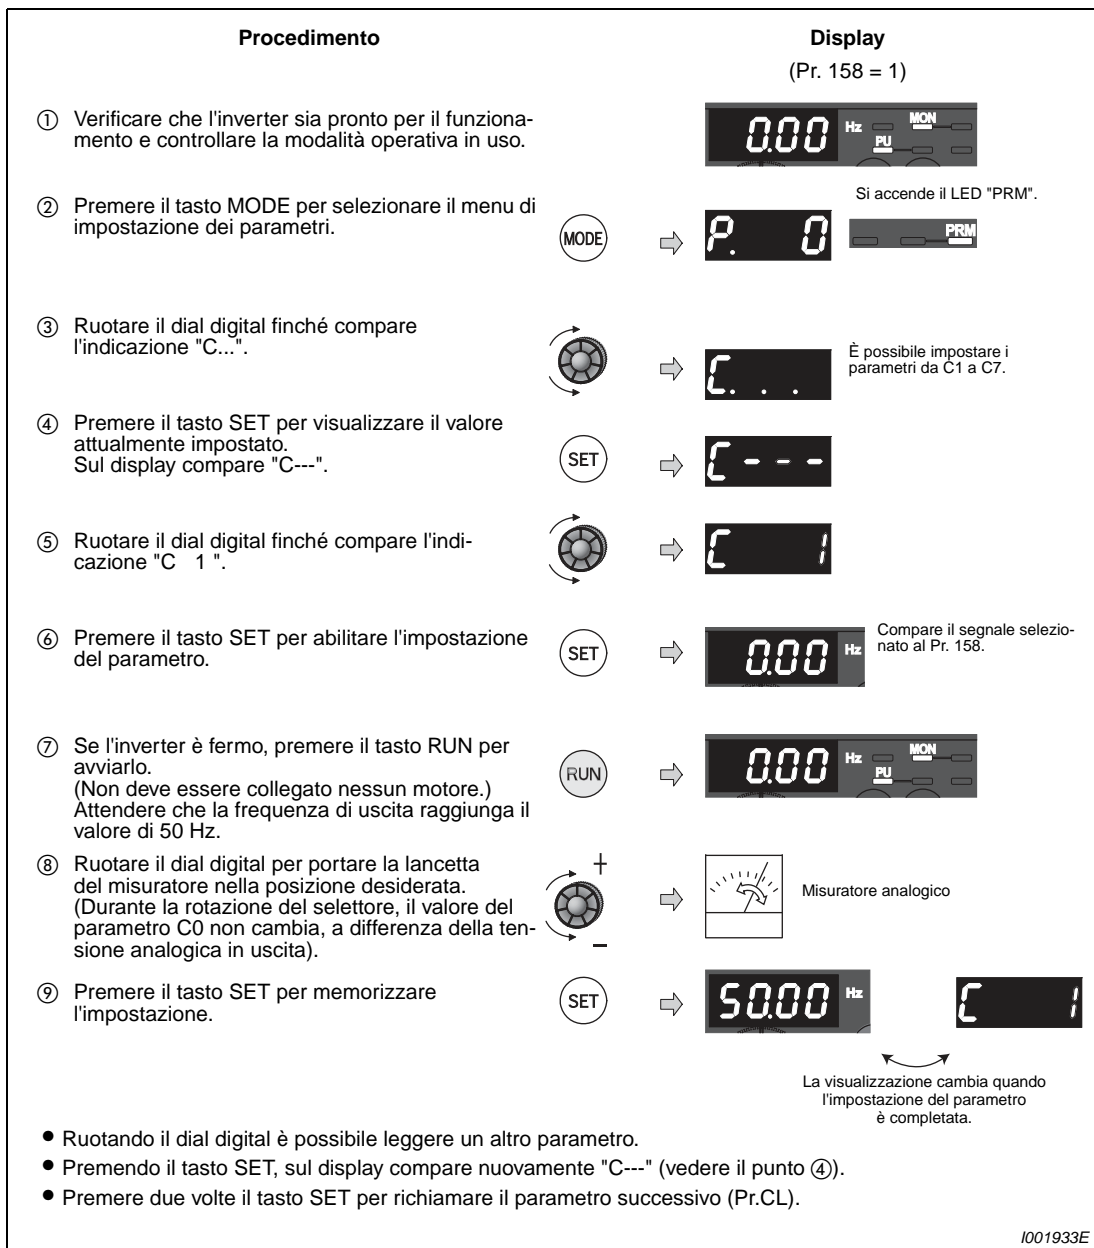 Procedimento
Display
(Pr. 158 = 1)
① Verificare che l'inverter sia pronto per il funziona-
mento e controllare la modalità operativa in uso.
0.00 Hz MON
PU
② Premere il tasto MODE per selezionare il menu di
impostazione dei parametri.
MODE
Si accende il LED "PRM".
P. 0
PRM
③ Ruotare il dial digital finché compare
l'indicazione "C...".
C. . .
È possibile impostare i
parametri da C1 a C7.
④ Premere il tasto SET per visualizzare il valore
attualmente impostato.
Sul display compare "C---".
SET
C - - -
⑤ Ruotare il dial digital finché compare l'indi-
cazione "C 1 ".
C 1
⑥ Premere il tasto SET per abilitare l'impostazione
del parametro.
SET
0.00 Hz
Compare il segnale selezio-
nato al Pr. 158.
⑦ Se l'inverter è fermo, premere il tasto RUN per
avviarlo.
(Non deve essere collegato nessun motore.)
Attendere che la frequenza di uscita raggiunga il
valore di 50 Hz.
RUN
0.00 Hz MON
PU
⑧ Ruotare il dial digital per portare la lancetta
del misuratore nella posizione desiderata.
(Durante la rotazione del selettore, il valore del
parametro C0 non cambia, a differenza della ten-
sione analogica in uscita).
+
–
Misuratore analogico
⑨ Premere il tasto SET per memorizzare
l'impostazione.
SET
50.00 Hz
C 1
La visualizzazione cambia quando
l'impostazione del parametro
è completata.
● Ruotando il dial digital è possibile leggere un altro parametro.
● Premendo il tasto SET, sul display compare nuovamente "C---" (vedere il punto ④).
● Premere due volte il tasto SET per richiamare il parametro successivo (Pr.CL).
I001933E